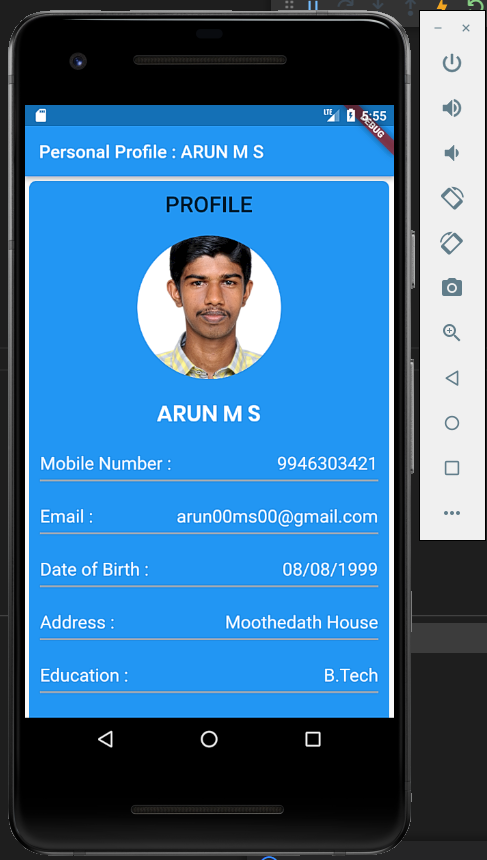 LTE 5:55
DEBUG
Personal Profile : ARUN M S
PROFILE
ARUN M S
Mobile Number : 9946303421
Email : arun00ms00@gmail.com
Date of Birth : 08/08/1999
Address : Moothedath House
Education : B.Tech